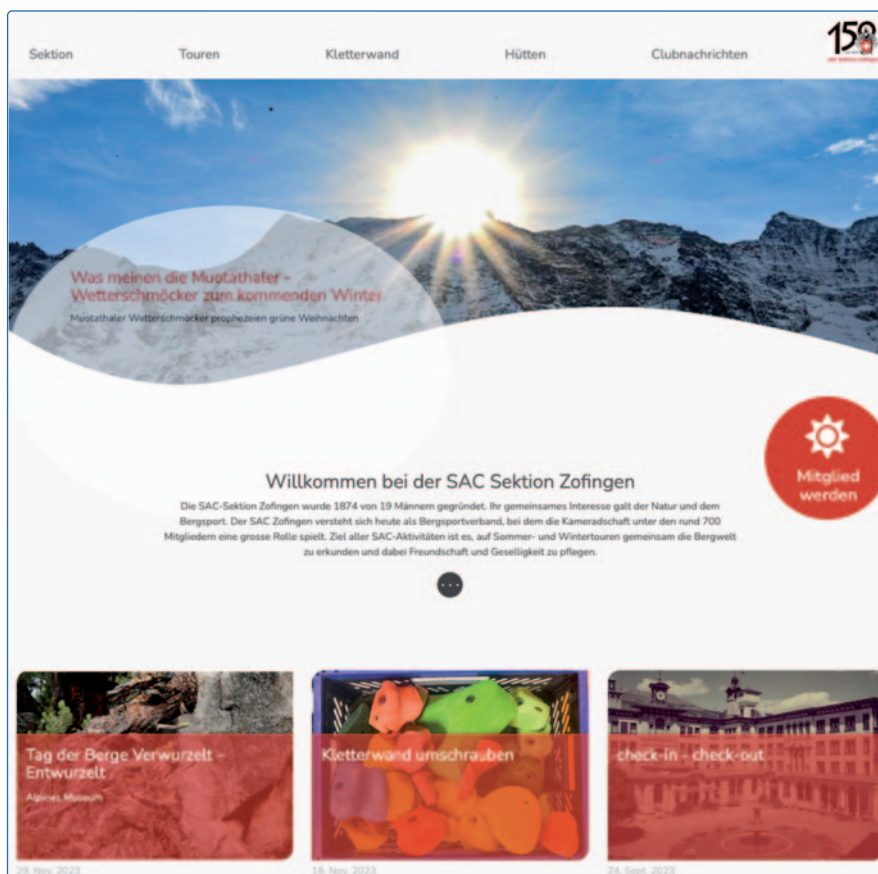 Sektion
Touren
Kletterwand
Hütten
Clubnachrichten
150
Was meinen die Muotathaler -
Wetterschmöcker zum kommenden Winter
Muotathaler Wetterschmöcker prophezeien grüne Weihnachten
Mitglied
werden
Willkommen bei der SAC Sektion Zofingen
Die SAC-Sektion Zofingen wurde 1874 von 19 Männern gegründet. Ihr gemeinsames Interesse galt der Natur und dem
Bergsport. Der SAC Zofingen versteht sich heute als Bergsportverband, bei dem die Kameradschaft unter den rund 700
Mitgliedern eine grosse Rolle spielt. Ziel aller SAC-Aktivitäten ist es, auf Sommer- und Wintertouren gemeinsam die Bergwelt
zu erkunden und dabei Freundschaft und Geselligkeit zu pflegen.
Tag der Berge Verwurzelt –
Entwurzelt
Alpines Museum
Kletterwand umschrauben
check-in - check-out
29. Nov. 2023
16. Nov. 2023
24. Sept. 2023